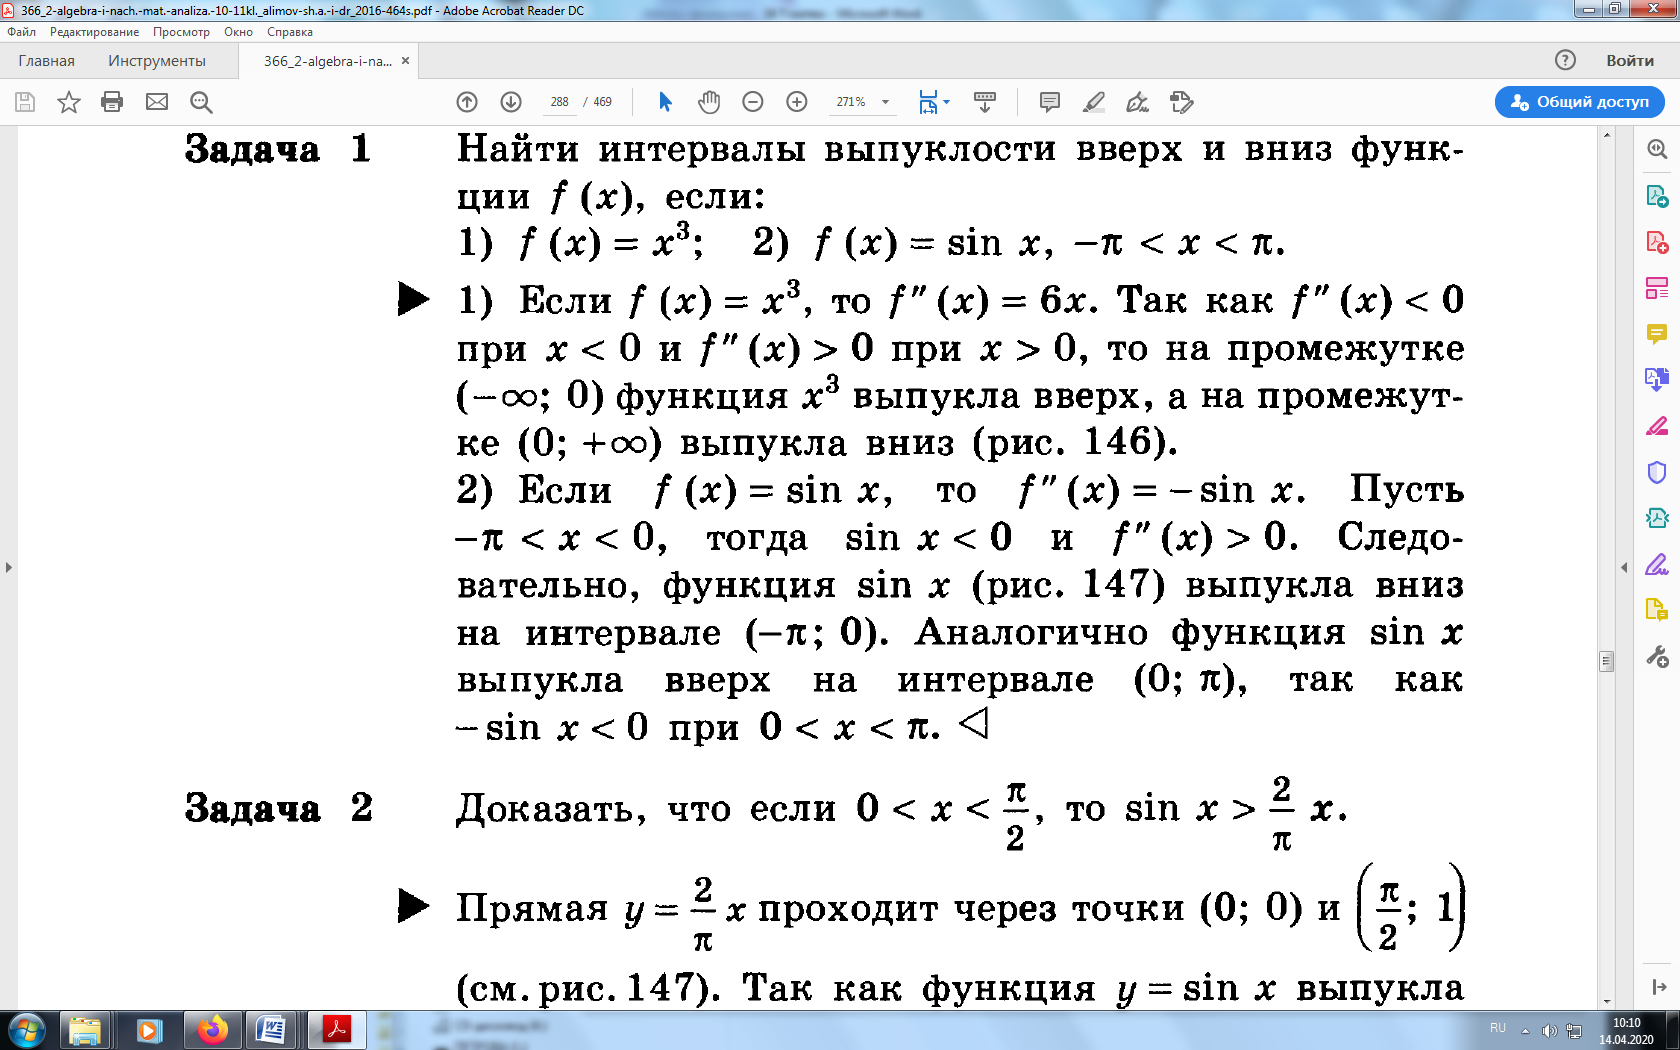 366_2-algebra-i-nach.-mat.-analiza.-10-11kl._alimov-sh.a.-i-dr_2016-464s.pdf - Adobe Acrobat Reader DC
Файл Редактирование Просмотр Окно Справка
Главная Инструменты 366_2-algebra-i-na... × ? Войти
288 / 469 271% Общий доступ
Задача 1 Найти интервалы выпуклости вверх и вниз функ-
ции f (x), если:
1) f (x) = x³; 2) f (x) = sin x, −π < x < π.
1) Если f (x) = x³, то f″(x) = 6x. Так как f″(x) < 0
при x < 0 и f″(x) > 0 при x > 0, то на промежутке
(−∞; 0) функция x³ выпукла вверх, а на промежут-
ке (0; +∞) выпукла вниз (рис. 146).
2) Если f (x) = sin x, то f″(x) = − sin x. Пусть
−π < x < 0, тогда sin x < 0 и f″(x) > 0. Следо-
вательно, функция sin x (рис. 147) выпукла вниз
на интервале (−π; 0). Аналогично функция sin x
выпукла вверх на интервале (0; π), так как
− sin x < 0 при 0 < x < π. ◁
Задача 2 Доказать, что если 0 < x < π/2, то sin x > 2/π x.
Прямая y = 2/π x проходит через точки (0; 0) и (π/2; 1)
(см. рис. 147). Так как функция y = sin x выпукла
RU 10:10
14.04.2020